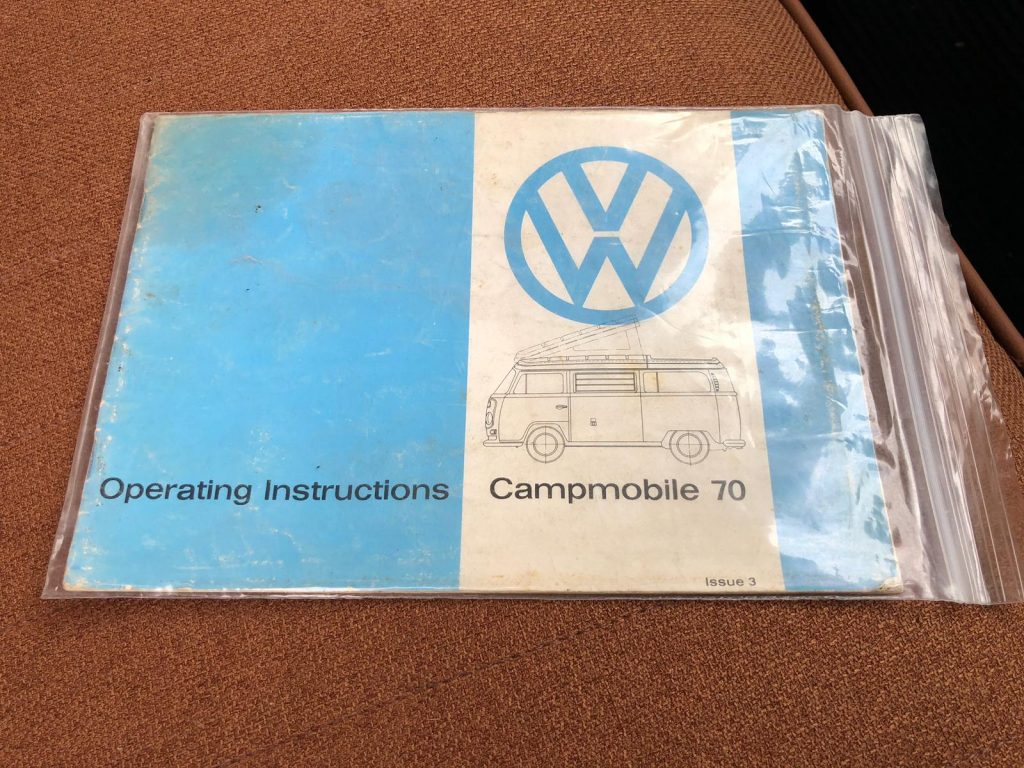 VW
Operating Instructions Campmobile 70
Issue 3